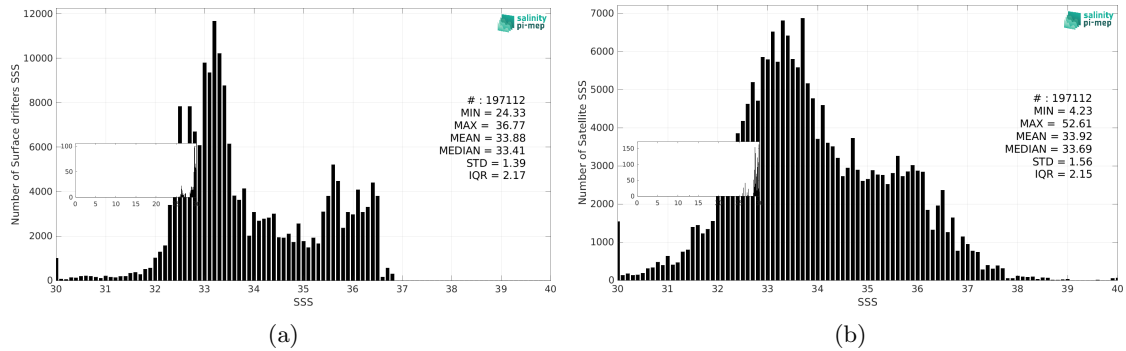 12000
10000
8000
6000
4000
2000
0
30 31 32 33 34 35 36 37 38 39 40
Number of Surface drifters SSS
SSS
100
50
0
0 5 10 15 20
salinity
pi-mep
# : 197112
MIN = 24.33
MAX = 36.77
MEAN = 33.88
MEDIAN = 33.41
STD = 1.39
IQR = 2.17
(a)
7000
6000
5000
4000
3000
2000
1000
0
30 31 32 33 34 35 36 37 38 39 40
Number of Satellite SSS
SSS
150
100
50
0
0 5 10 15 20
salinity
pi-mep
# : 197112
MIN = 4.23
MAX = 52.61
MEAN = 33.92
MEDIAN = 33.69
STD = 1.56
IQR = 2.15
(b)